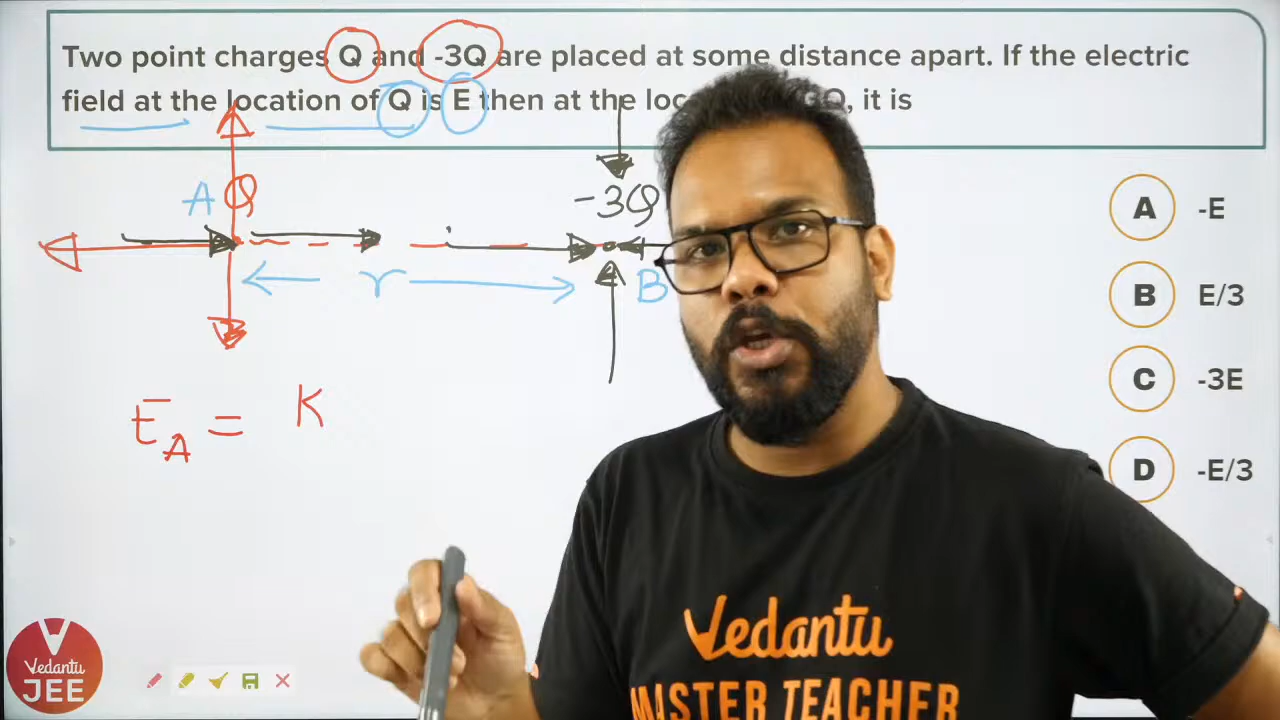 Two point charges Q and -3Q are placed at some distance apart. If the electric
field at the location of Q is E then at the Q, it is
A Q
-3Q
r
B
E_A = K
A -E
B E/3
C -3E
D -E/3
Vedantu
JEE
Vedantu
MASTER TEACHER